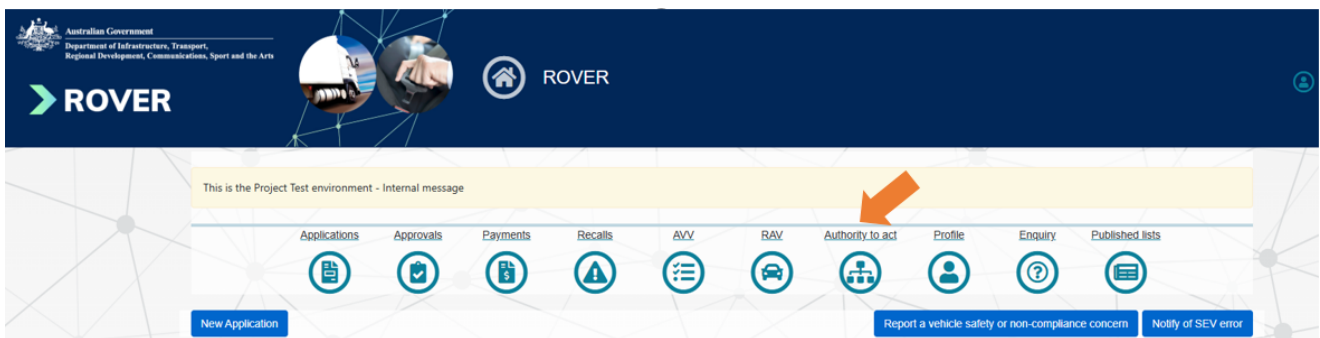 Australian Government
Department of Infrastructure, Transport,
Regional Development, Communications, Sport and the Arts
ROVER
ROVER
This is the Project Test environment - Internal message
Applications Approvals Payments Recalls AVV RAV Authority to act Profile Enquiry Published lists
New Application Report a vehicle safety or non-compliance concern Notify of SEV error